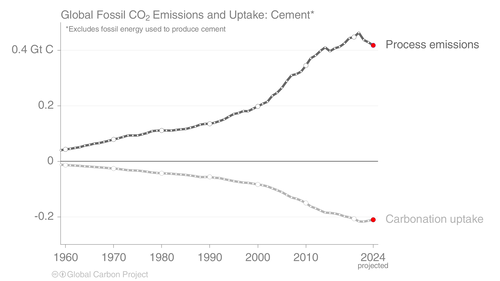 Global Fossil CO₂ Emissions and Uptake: Cement*
*Excludes fossil energy used to produce cement
0.4 Gt C
Process emissions
0.2
0
-0.2
Carbonation uptake
1960 1970 1980 1990 2000 2010 2024
projected
Global Carbon Project